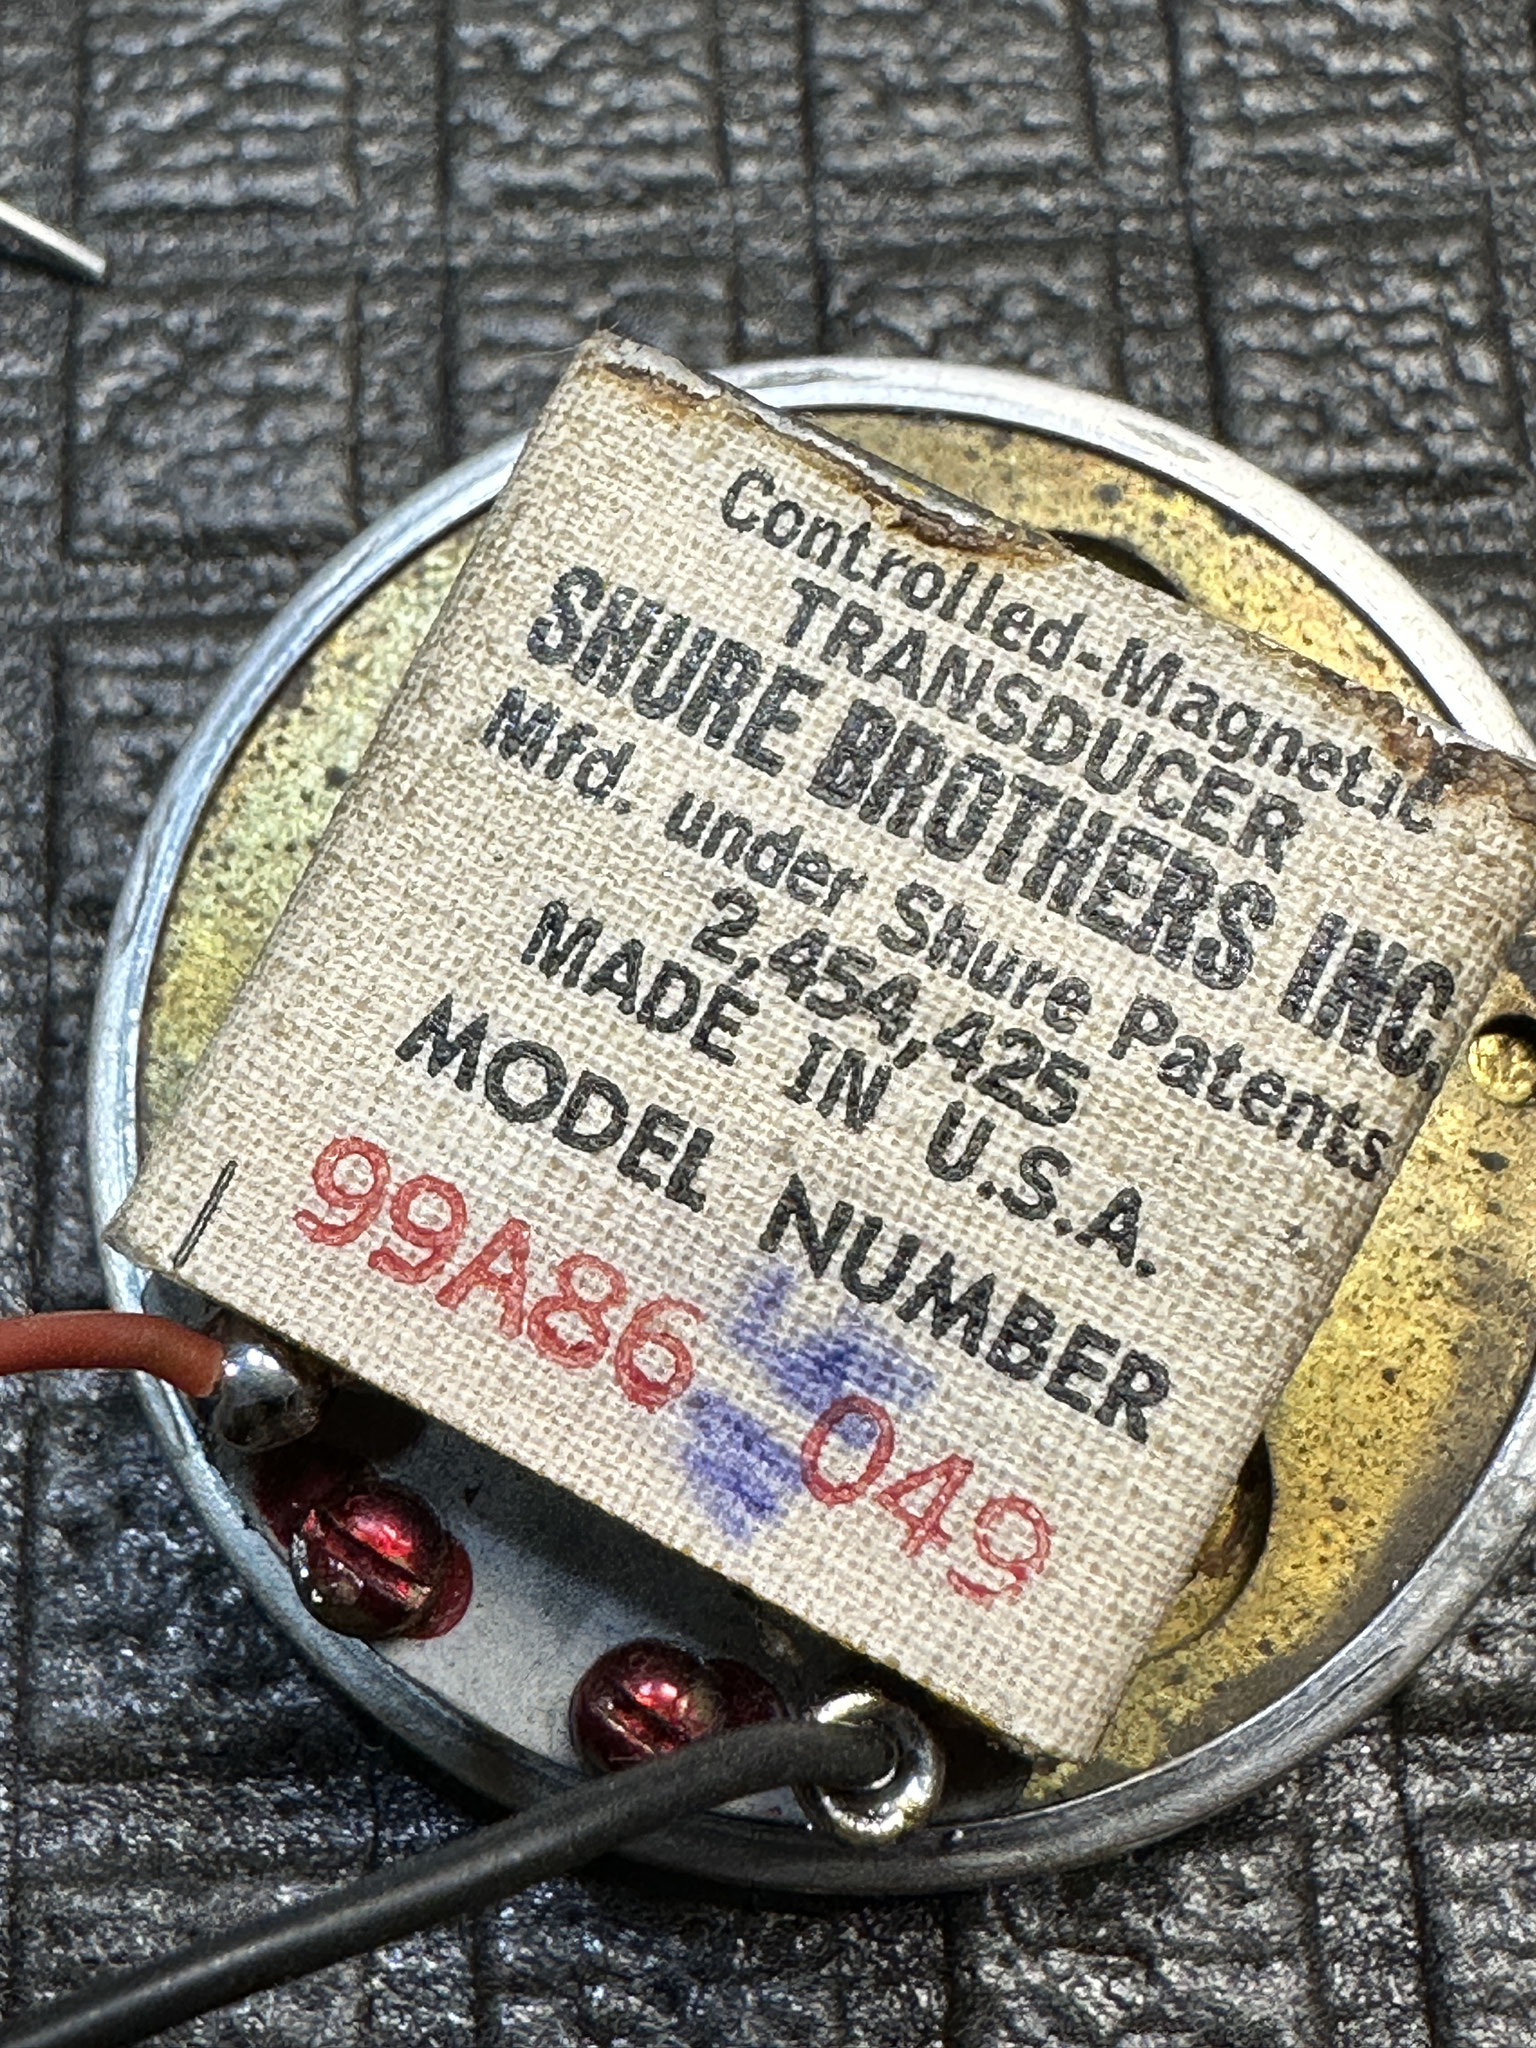 Controlled-Magnetic
TRANSDUCER
SHURE BROTHERS INC.
Mfd. under Shure Patents
2,454,425
MADE IN U.S.A.
MODEL NUMBER
99A86 049